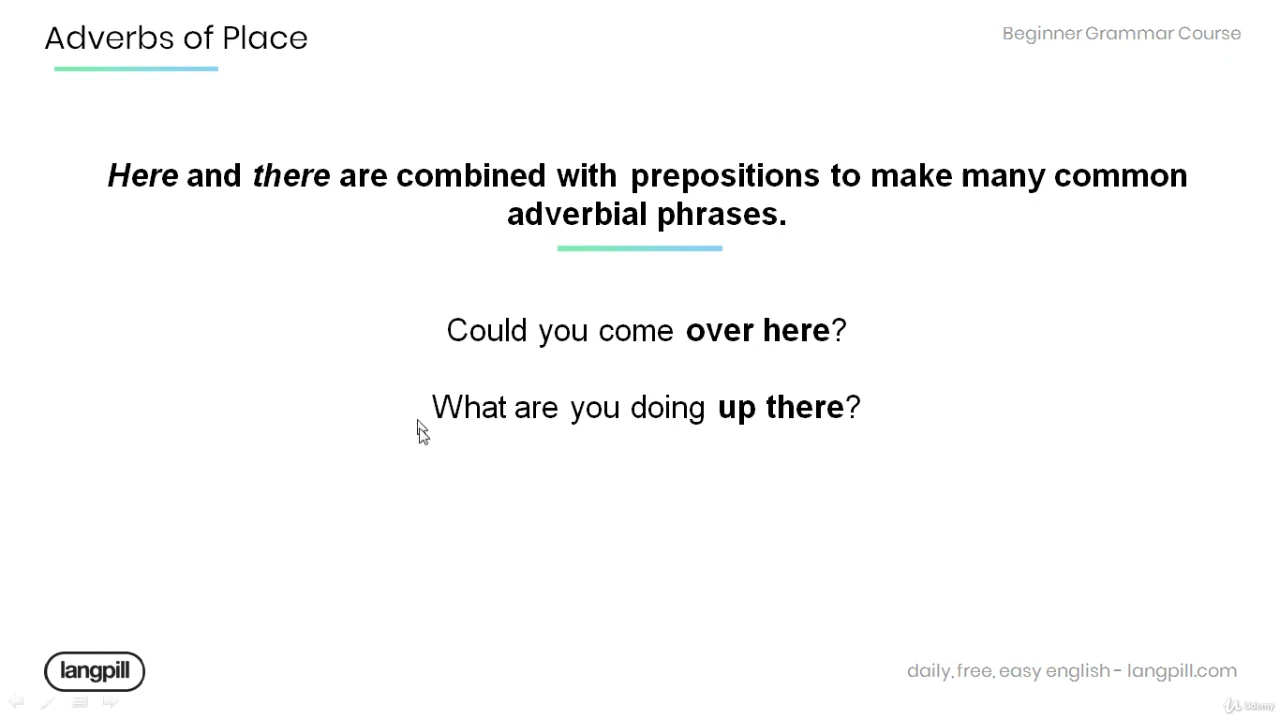 Adverbs of Place
Beginner Grammar Course
Here and there are combined with prepositions to make many common
adverbial phrases.
Could you come over here?
What are you doing up there?
langpill
daily, free, easy english - langpill.com
Udemy